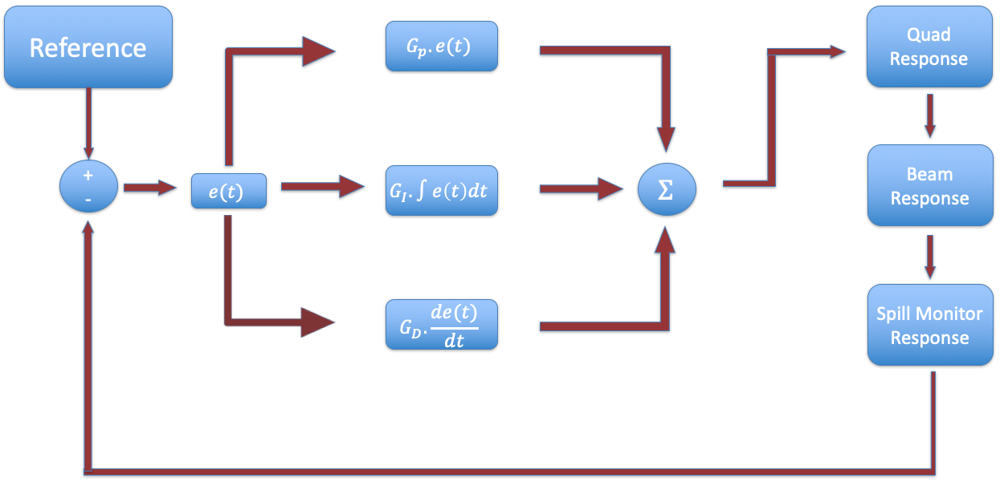 Reference
+
-
e(t)
G_p.e(t)
G_I.∫e(t)dt
G_D.de(t)/dt
Σ
Quad
Response
Beam
Response
Spill Monitor
Response